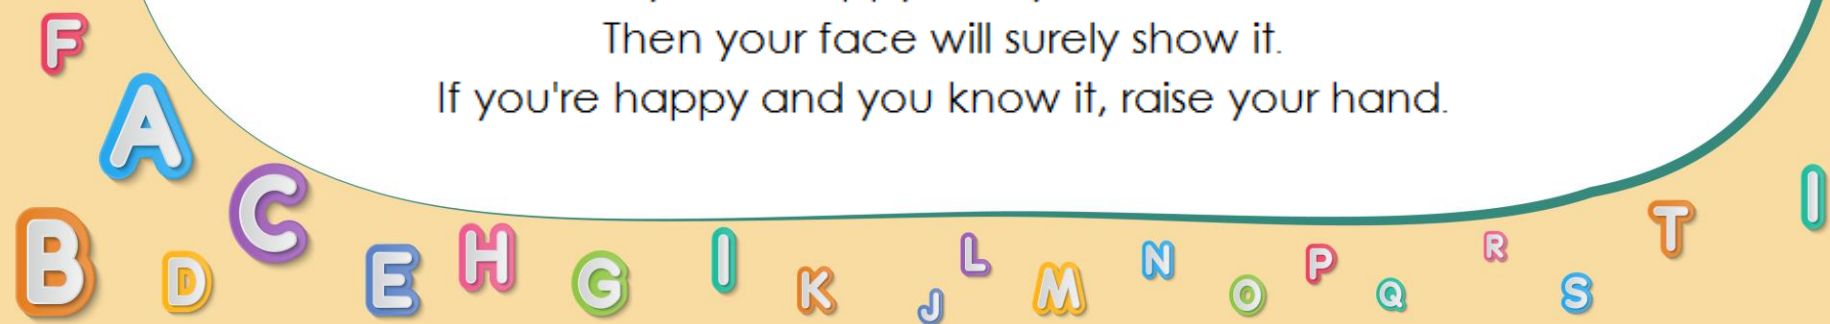 Then your face will surely show it.
If you're happy and you know it, raise your hand.
F
A
C
B
D
E
H
G
I
K
J
L
M
N
O
P
Q
R
S
T
I